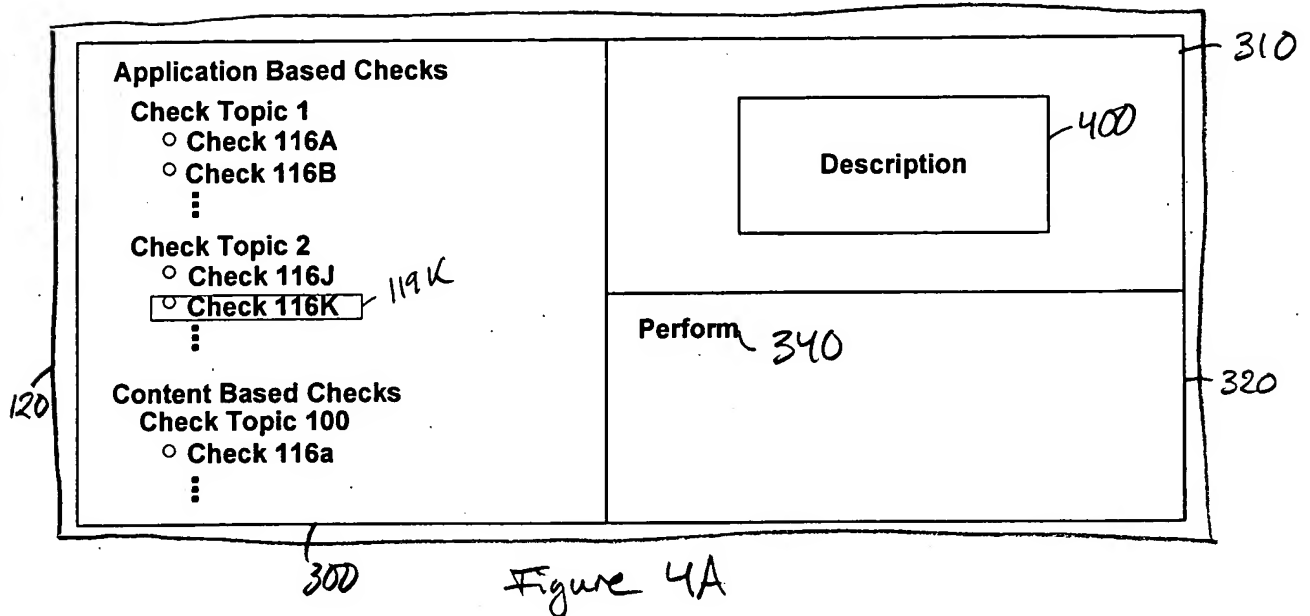 Application Based Checks
Check Topic 1
Check 116A
Check 116B
Check Topic 2
Check 116J
Check 116K
119K
Content Based Checks
Check Topic 100
Check 116a
120
300
310
Description
400
Perform
340
320
Figure 4A